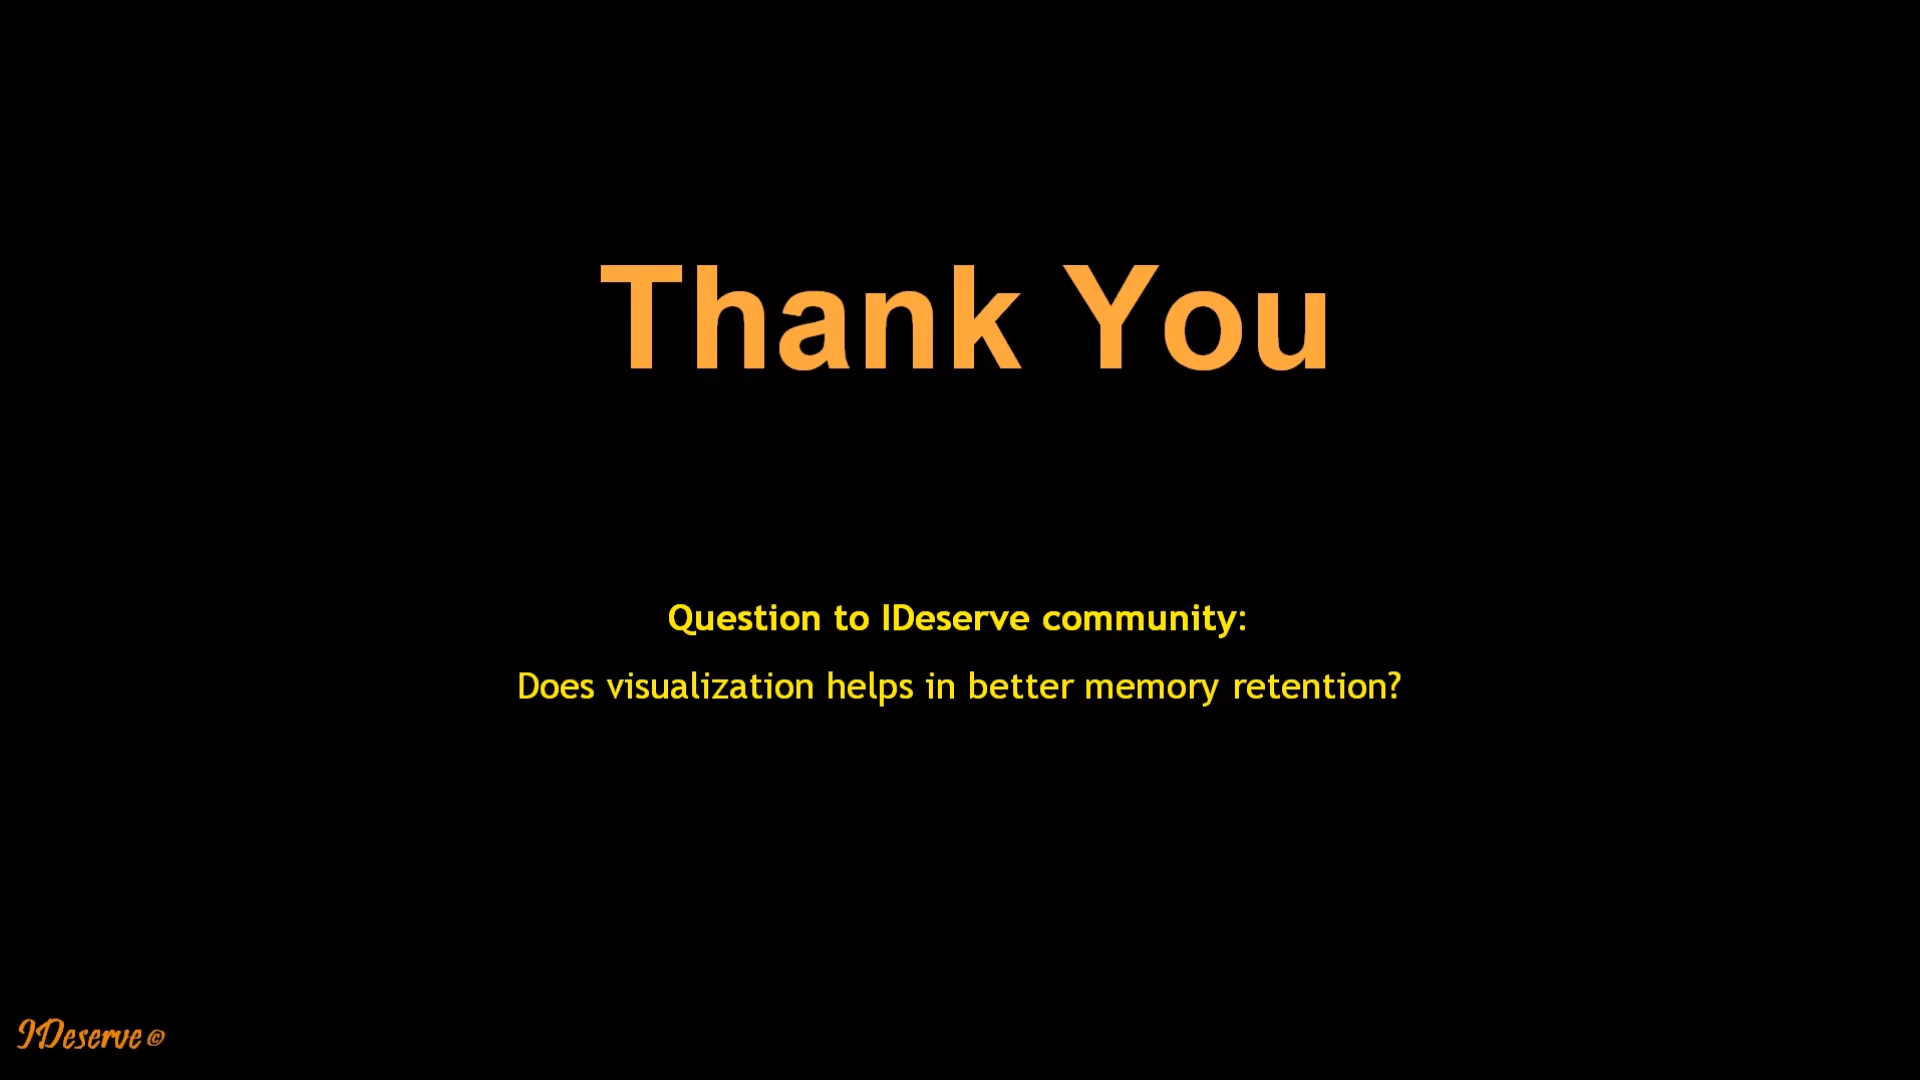 Thank You
Question to IDeserve community:
Does visualization helps in better memory retention?
IDeserve ©